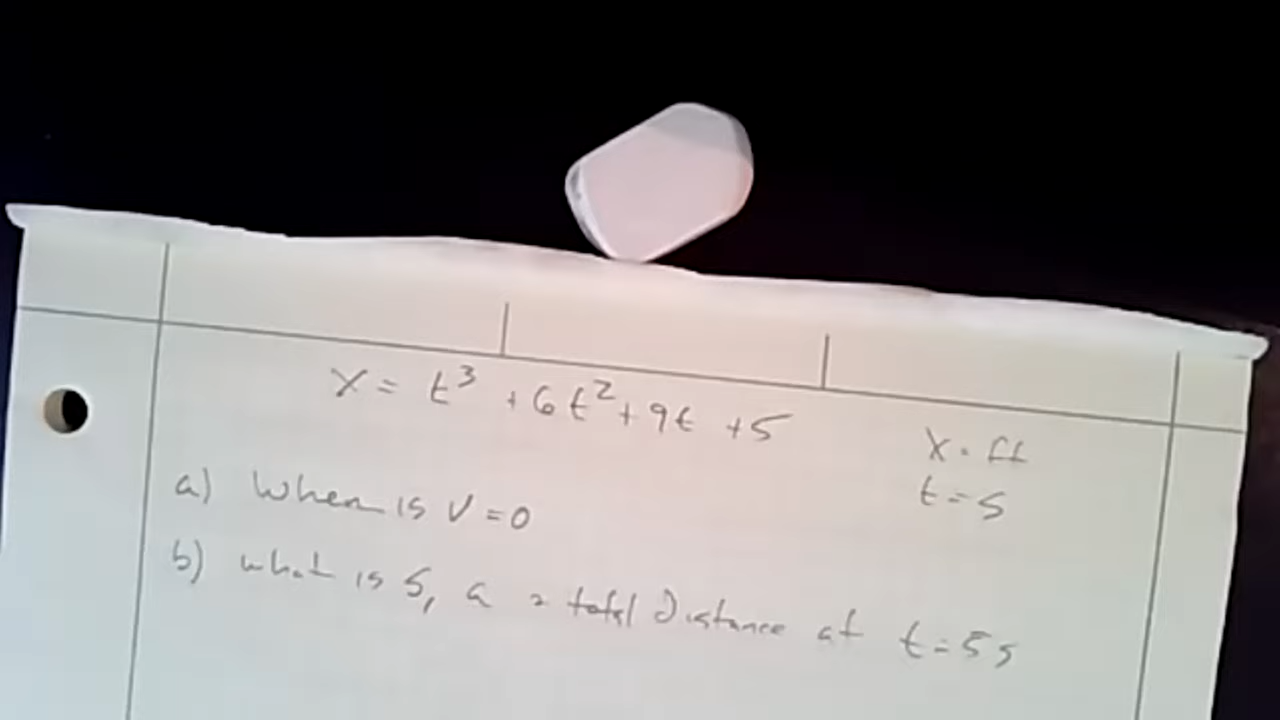 x = t³ + 6t² + 9t + 5
x = ft
t = s
a) When is v = 0
b) what is s, a total Distance at t = 5s